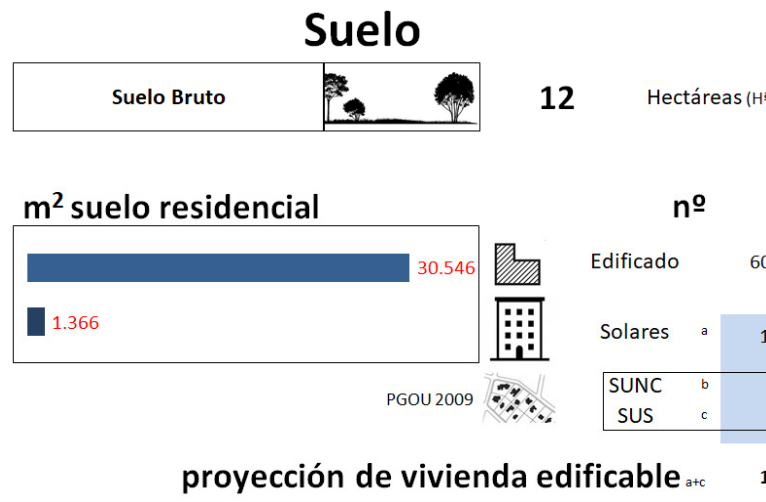 Suelo
Suelo Bruto
12 Hectáreas
m² suelo residencial nº
30.546 Edificado
1.366 Solares a
PGOU 2009
SUNC b
SUS c
proyección de vivienda edificable a+c